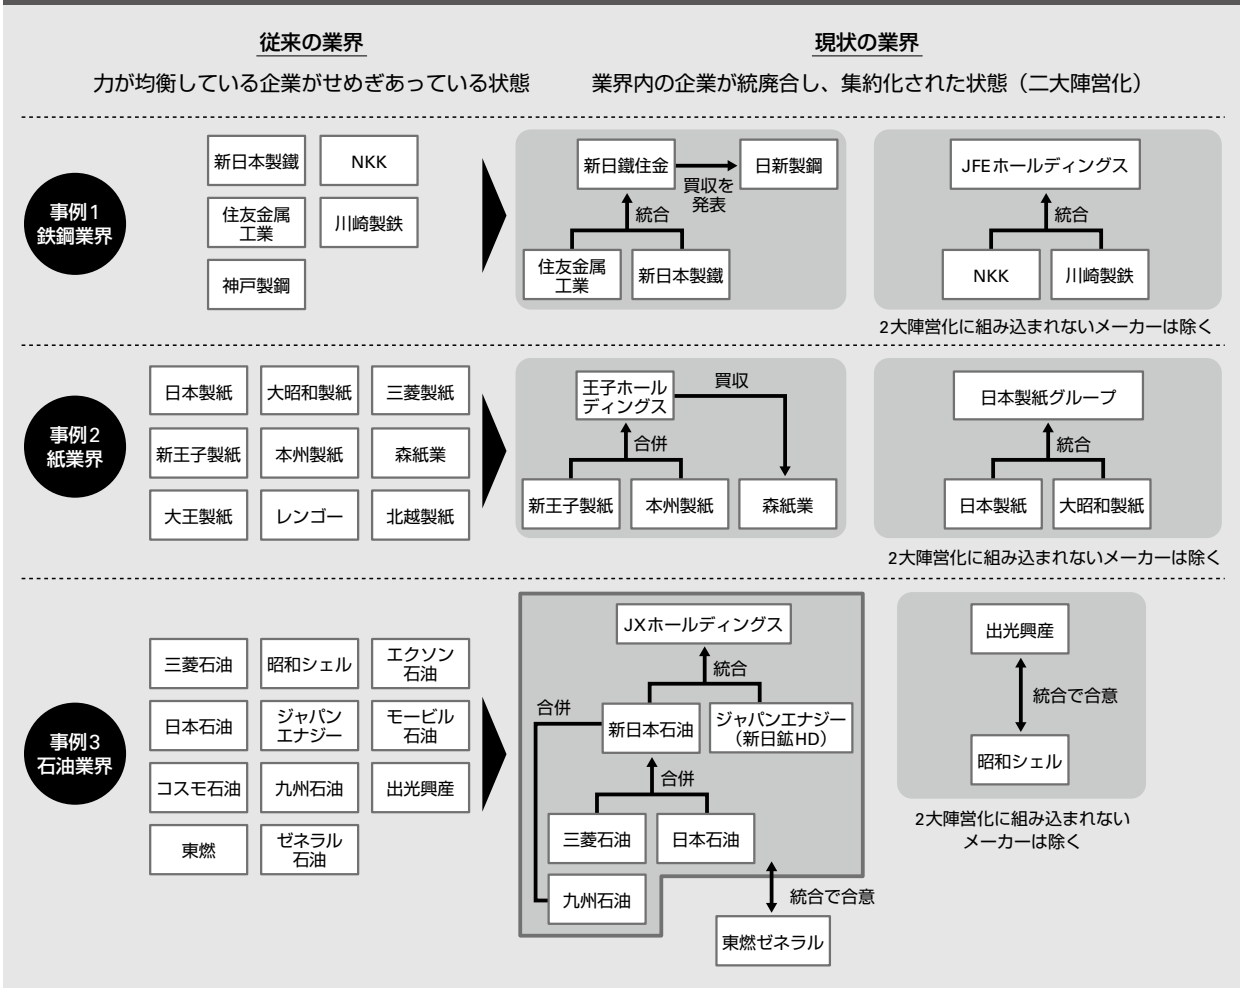 従来の業界
力が均衡している企業がせめぎあっている状態
現状の業界
業界内の企業が統廃合し、集約化された状態（二大陣営化）
事例1
鉄鋼業界
新日本製鐵
NKK
住友金属
工業
川崎製鉄
神戸製鋼
新日鐵住金
買収を
発表
日新製鋼
統合
住友金属
工業
新日本製鐵
JFEホールディングス
統合
NKK
川崎製鉄
2大陣営化に組み込まれないメーカーは除く
事例2
紙業界
日本製紙
大昭和製紙
三菱製紙
新王子製紙
本州製紙
森紙業
大王製紙
レンゴー
北越製紙
王子ホール
ディングス
買収
合併
新王子製紙
本州製紙
森紙業
日本製紙グループ
統合
日本製紙
大昭和製紙
2大陣営化に組み込まれないメーカーは除く
事例3
石油業界
三菱石油
昭和シェル
エクソン
石油
日本石油
ジャパン
エナジー
モービル
石油
コスモ石油
九州石油
出光興産
東燃
ゼネラル
石油
JXホールディングス
統合
合併
新日本石油
ジャパンエナジー
（新日鉱HD）
合併
三菱石油
日本石油
九州石油
統合で合意
東燃ゼネラル
出光興産
統合で合意
昭和シェル
2大陣営化に組み込まれない
メーカーは除く